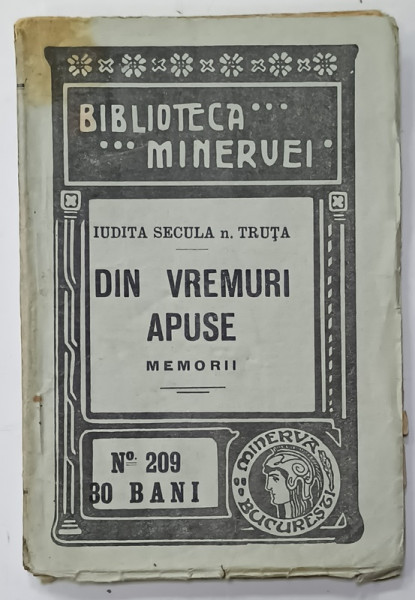 BIBLIOTECA
MINERVEI
IUDITA SECULA n. TRUȚA
DIN VREMURI
APUSE
MEMORII
No. 209
30 BANI
MINERVA
BUCUREȘTI